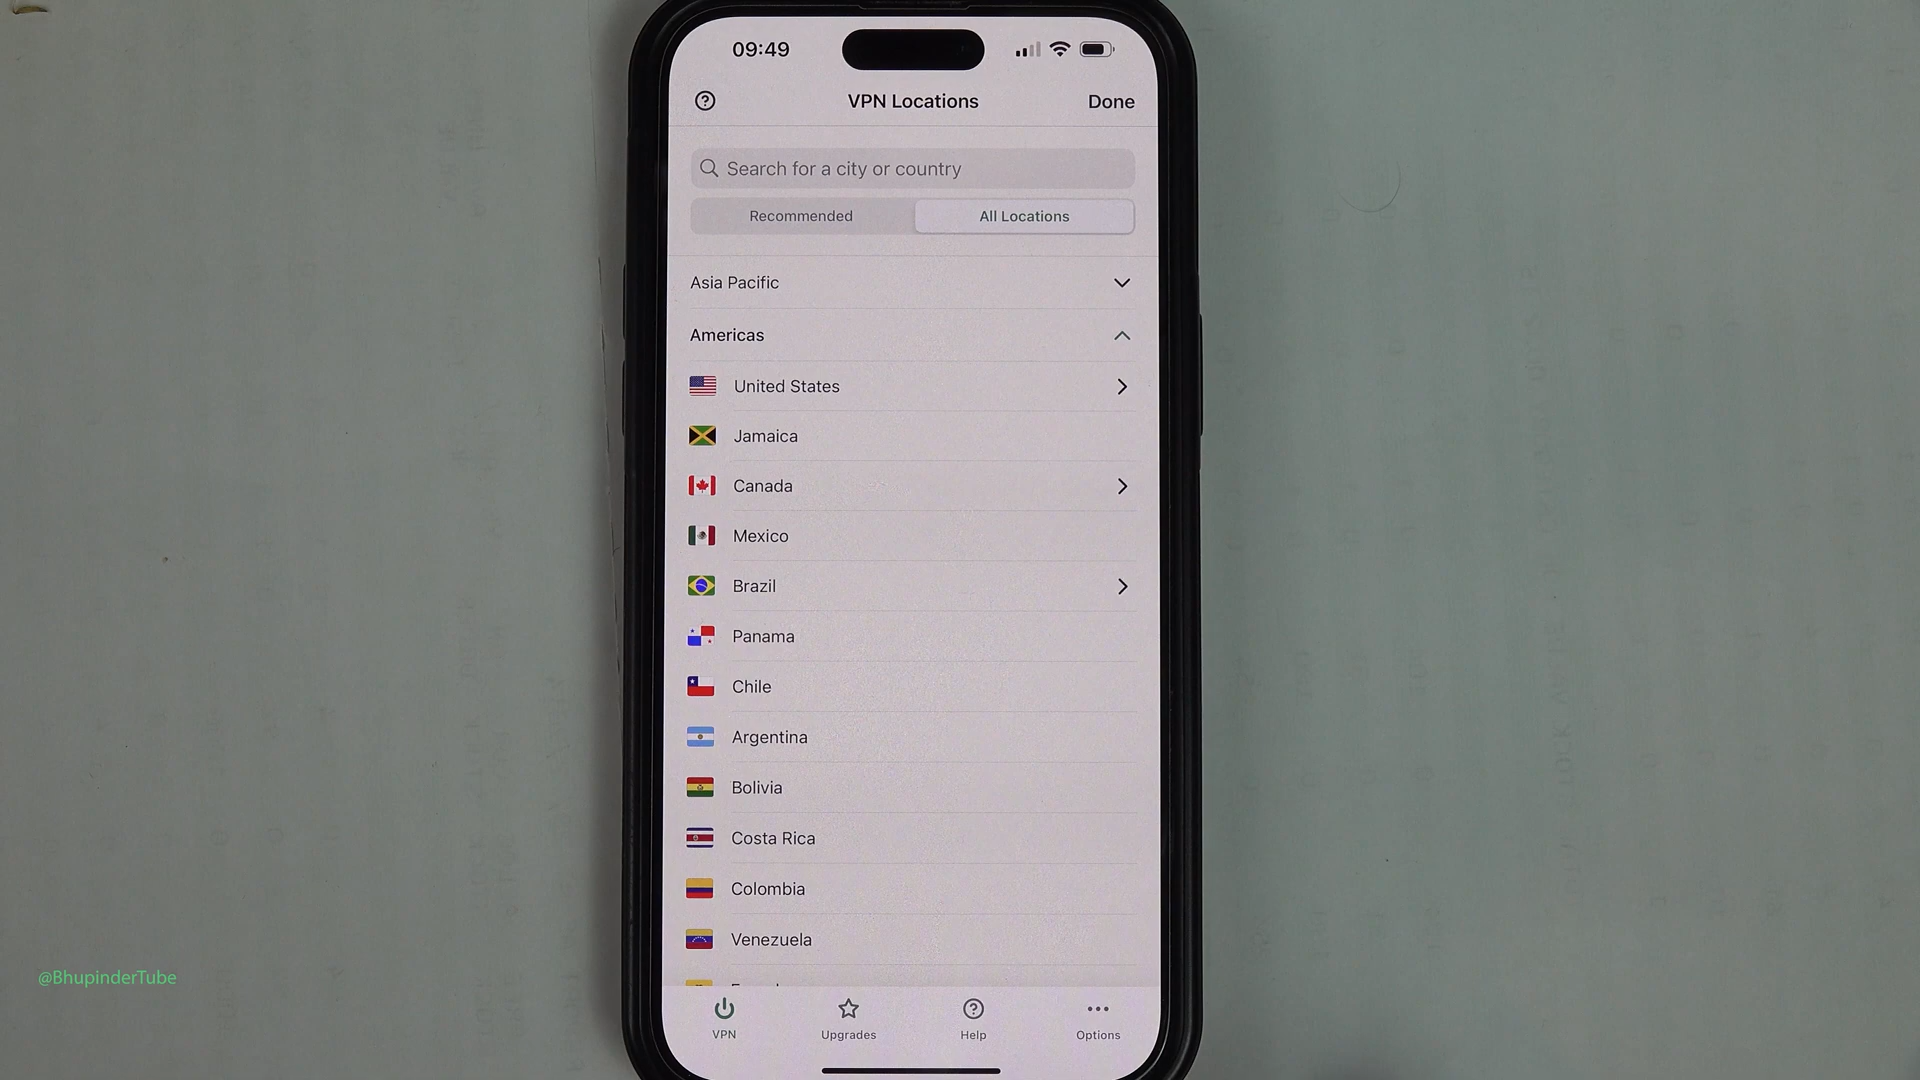 09:49
VPN Locations
Done
Search for a city or country
Recommended
All Locations
Asia Pacific
Americas
United States
Jamaica
Canada
Mexico
Brazil
Panama
Chile
Argentina
Bolivia
Costa Rica
Colombia
Venezuela
VPN
Upgrades
Help
Options
@BhupinderTube